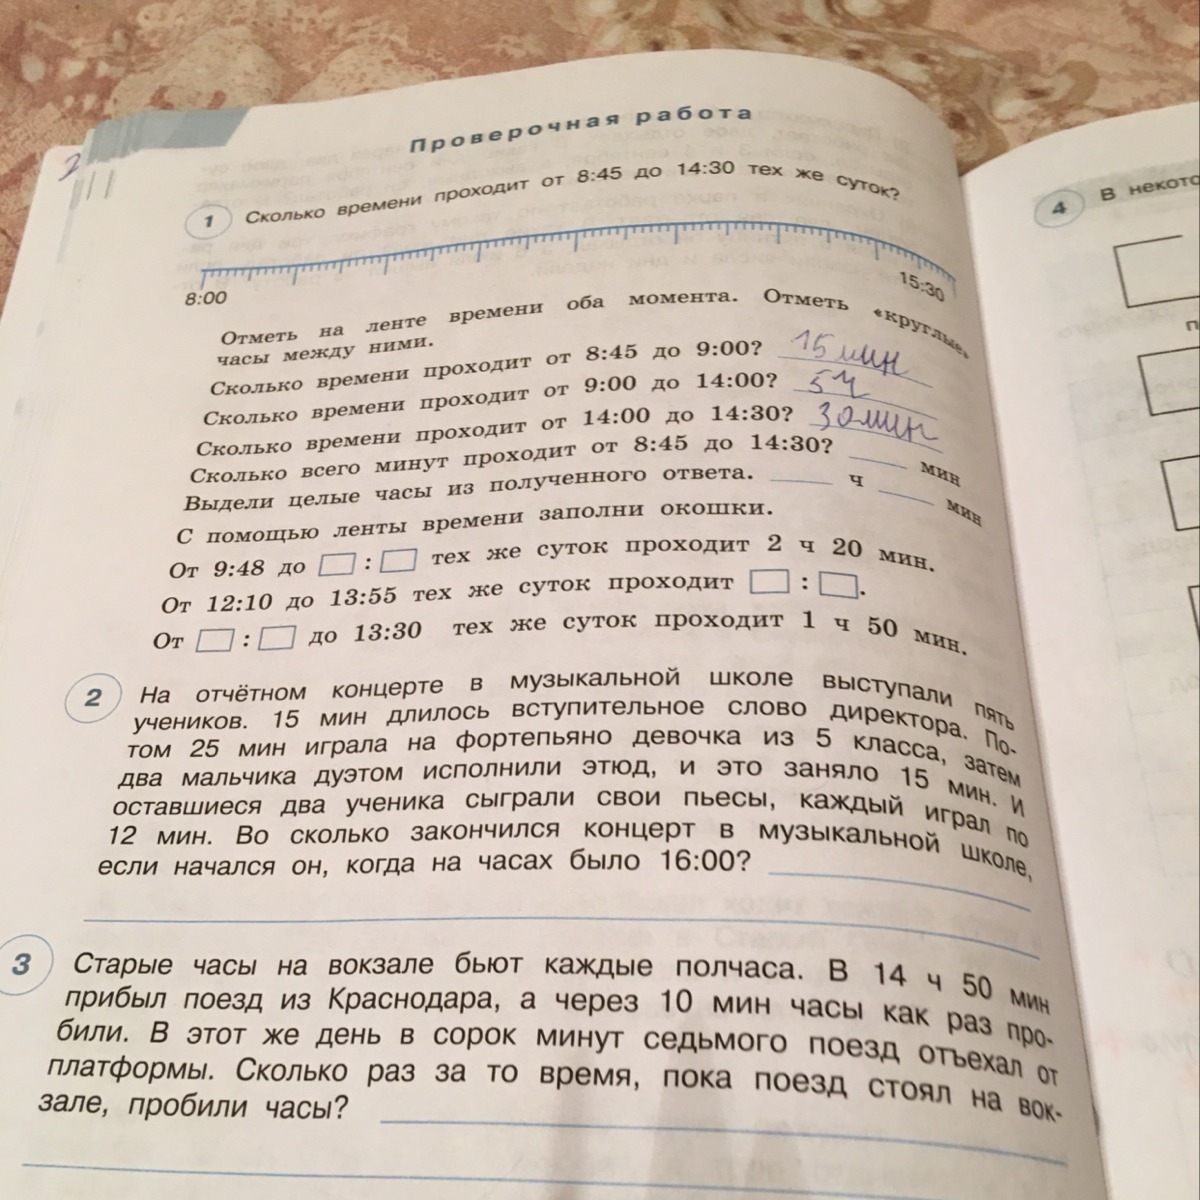 2
Проверочная работа
1 Сколько времени проходит от 8:45 до 14:30 тех же суток?
8:00 15:30
Отметь на ленте времени оба момента. Отметь «круглые»
часы между ними.
Сколько времени проходит от 8:45 до 9:00? 15 мин
Сколько времени проходит от 9:00 до 14:00? 5 ч
Сколько времени проходит от 14:00 до 14:30? 30 мин
Сколько всего минут проходит от 8:45 до 14:30? ____ мин
Выдели целые часы из полученного ответа. ____ ч ____ мин
С помощью ленты времени заполни окошки.
От 9:48 до □ : □ тех же суток проходит 2 ч 20 мин.
От 12:10 до 13:55 тех же суток проходит □ : □.
От □ : □ до 13:30 тех же суток проходит 1 ч 50 мин.
2 На отчётном концерте в музыкальной школе выступали пять
учеников. 15 мин длилось вступительное слово директора. По-
том 25 мин играла на фортепьяно девочка из 5 класса, затем
два мальчика дуэтом исполнили этюд, и это заняло 15 мин. И
оставшиеся два ученика сыграли свои пьесы, каждый играл по
12 мин. Во сколько закончился концерт в музыкальной школе,
если начался он, когда на часах было 16:00?
3 Старые часы на вокзале бьют каждые полчаса. В 14 ч 50 мин
прибыл поезд из Краснодара, а через 10 мин часы как раз про-
били. В этот же день в сорок минут седьмого поезд отъехал от
платформы. Сколько раз за то время, пока поезд стоял на вок-
зале, пробили часы?
4 В некото